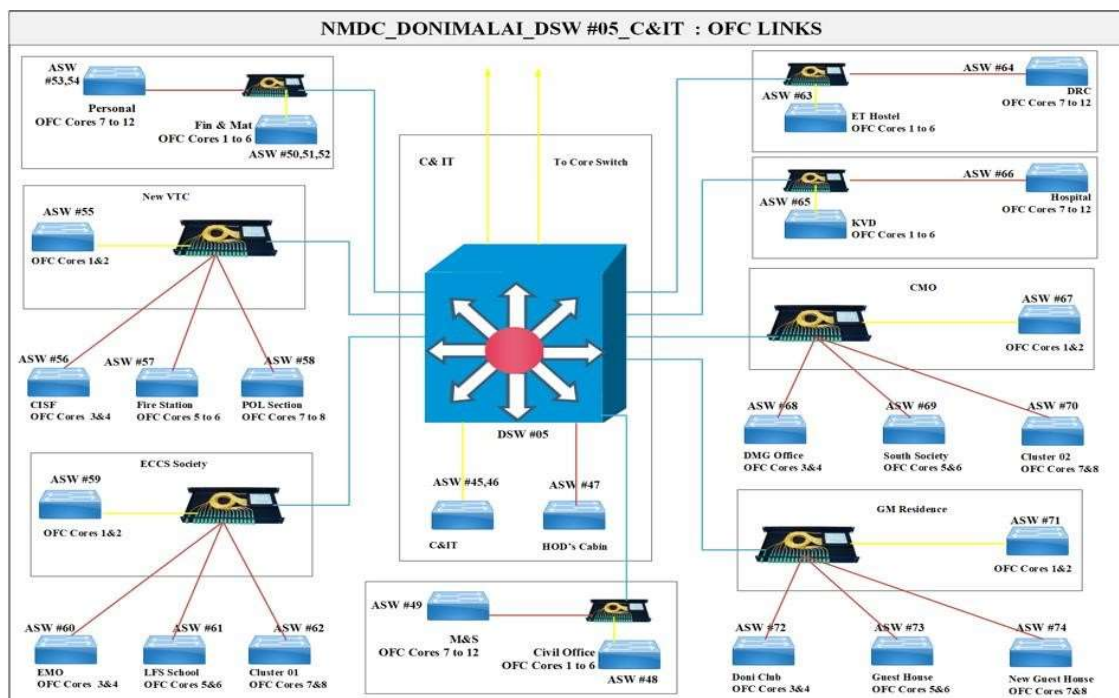 NMDC_DONIMALAI_DSW #05_C&IT : OFC LINKS
ASW
#53,54
Personal
OFC Cores 7 to 12
Fin & Mat
OFC Cores 1 to 6
ASW #50,51,52
C& IT
To Core Switch
ASW #64
DRC
OFC Cores 7 to 12
ASW #63
ET Hostel
OFC Cores 1 to 6
New VTC
ASW #55
OFC Cores 1&2
ASW #56
CISF
OFC Cores 3&4
ASW #57
Fire Station
OFC Cores 5 to 6
ASW #58
POL Section
OFC Cores 7 to 8
ASW #66
Hospital
OFC Cores 7 to 12
ASW #65
KVD
OFC Cores 1 to 6
CMO
ASW #67
OFC Cores 1&2
ASW #68
DMG Office
OFC Cores 3&4
ASW #69
South Society
OFC Cores 5&6
ASW #70
Cluster 02
OFC Cores 7&8
DSW #05
ASW #45,46
C&IT
ASW #47
HOD's Cabin
ECCS Society
ASW #59
OFC Cores 1&2
ASW #60
EMO
OFC Cores 3&4
ASW #61
LFS School
OFC Cores 5&6
ASW #62
Cluster 01
OFC Cores 7&8
ASW #49
M&S
OFC Cores 7 to 12
Civil Office
OFC Cores 1 to 6
ASW #48
GM Residence
ASW #71
OFC Cores 1&2
ASW #72
Doni Club
OFC Cores 3&4
ASW #73
Guest House
OFC Cores 5&6
ASW #74
New Guest House
OFC Cores 7&8